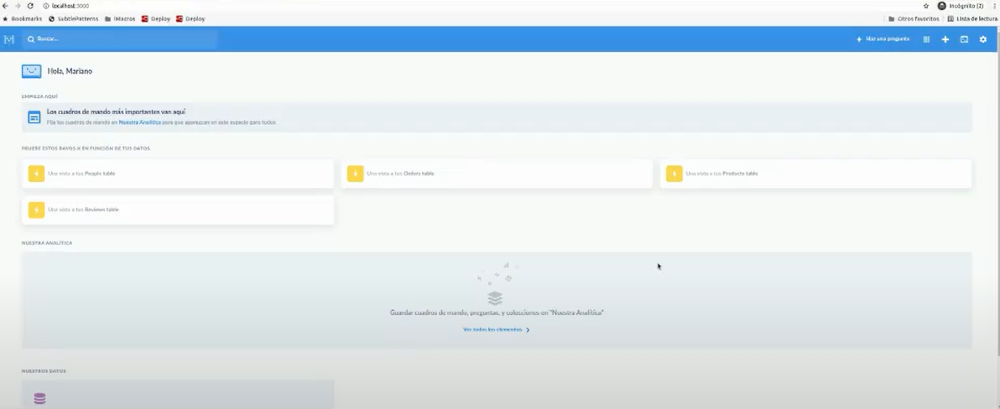 localhost:3000
Incógnito (2)
Bookmarks
SubtlePatterns
iMacros
Deploy
Deploy
Otros favoritos
Lista de lectura
Buscar...
Haz una pregunta
Hola, Mariano
EMPIEZA AQUÍ
Los cuadros de mando más importantes van aquí
Fija los cuadros de mando en Nuestra Analítica para que aparezcan en este espacio para todos
PRUEBE ESTOS RAYOS-X EN FUNCIÓN DE TUS DATOS
Una vista a tus People table
Una vista a tus Orders table
Una vista a tus Products table
Una vista a tus Reviews table
NUESTRA ANALÍTICA
Guardar cuadros de mando, preguntas, y colecciones en "Nuestra Analítica"
Ver todos los elementos
NUESTROS DATOS